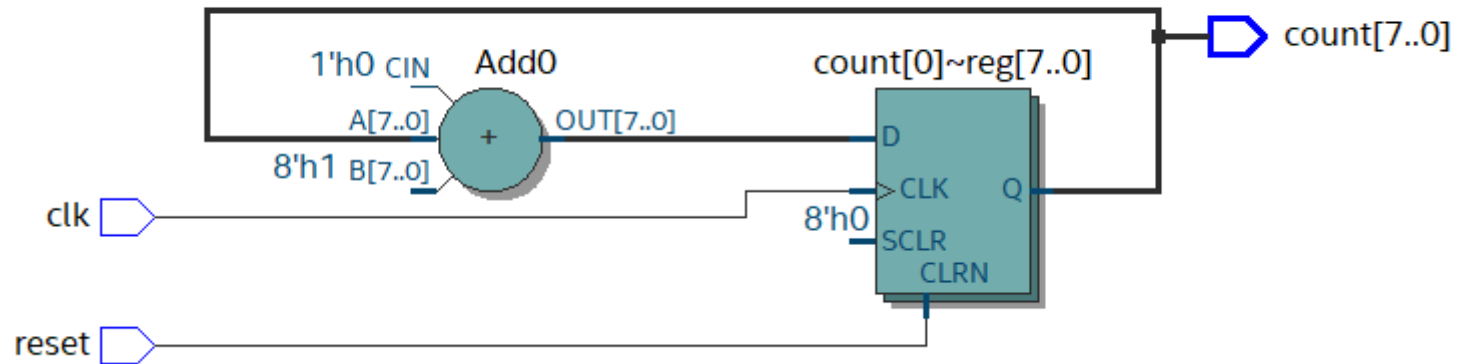 count[7..0]
1'h0 CIN
Add0
count[0]~reg[7..0]
A[7..0]
+
OUT[7..0]
D
8'h1 B[7..0]
CLK
Q
clk
8'h0
SCLR
CLRN
reset